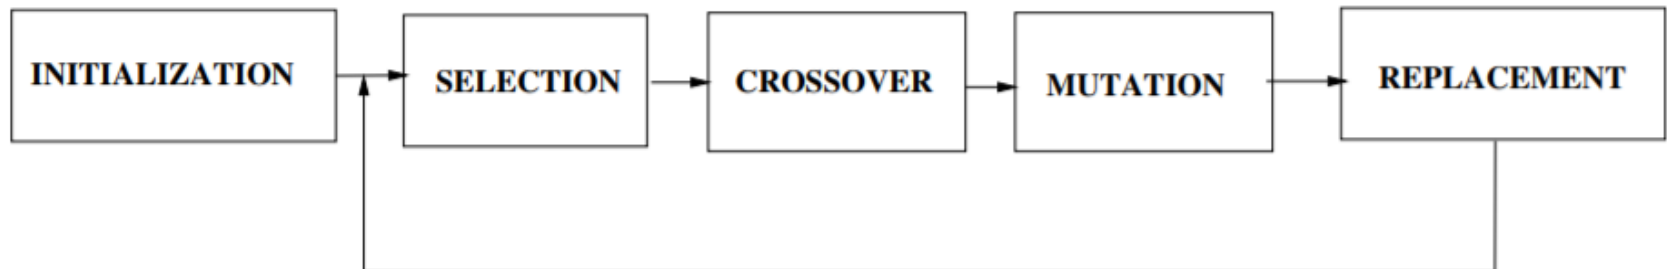 INITIALIZATION
SELECTION
CROSSOVER
MUTATION
REPLACEMENT